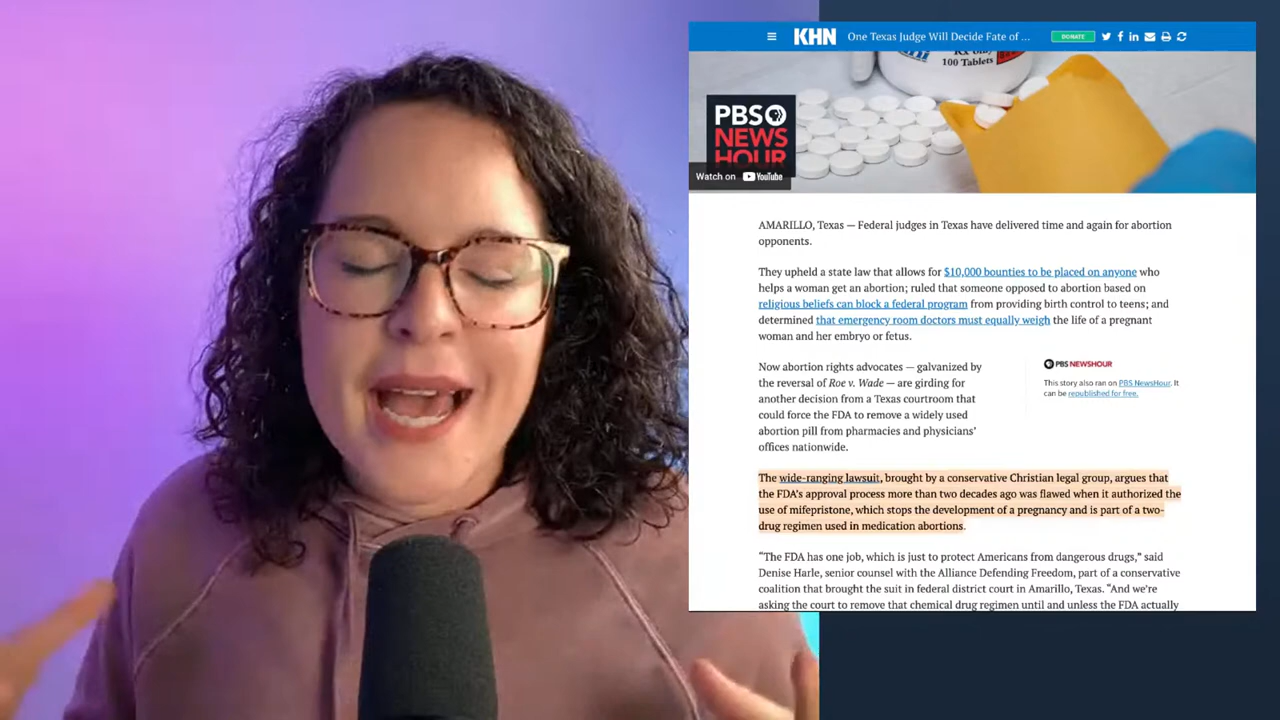 KHN One Texas Judge Will Decide Fate of ... DONATE
Rx only
100 Tablets
PBS
NEWS
HOUR
Watch on YouTube
AMARILLO, Texas — Federal judges in Texas have delivered time and again for abortion
opponents.
They upheld a state law that allows for $10,000 bounties to be placed on anyone who
helps a woman get an abortion; ruled that someone opposed to abortion based on
religious beliefs can block a federal program from providing birth control to teens; and
determined that emergency room doctors must equally weigh the life of a pregnant
woman and her embryo or fetus.
Now abortion rights advocates — galvanized by
the reversal of Roe v. Wade — are girding for
another decision from a Texas courtroom that
could force the FDA to remove a widely used
abortion pill from pharmacies and physicians’
offices nationwide.
PBS NEWSHOUR
This story also ran on PBS NewsHour. It
can be republished for free.
The wide-ranging lawsuit, brought by a conservative Christian legal group, argues that
the FDA’s approval process more than two decades ago was flawed when it authorized the
use of mifepristone, which stops the development of a pregnancy and is part of a two-
drug regimen used in medication abortions.
“The FDA has one job, which is just to protect Americans from dangerous drugs,” said
Denise Harle, senior counsel with the Alliance Defending Freedom, part of a conservative
coalition that brought the suit in federal district court in Amarillo, Texas. “And we’re
asking the court to remove that chemical drug regimen until and unless the FDA actually